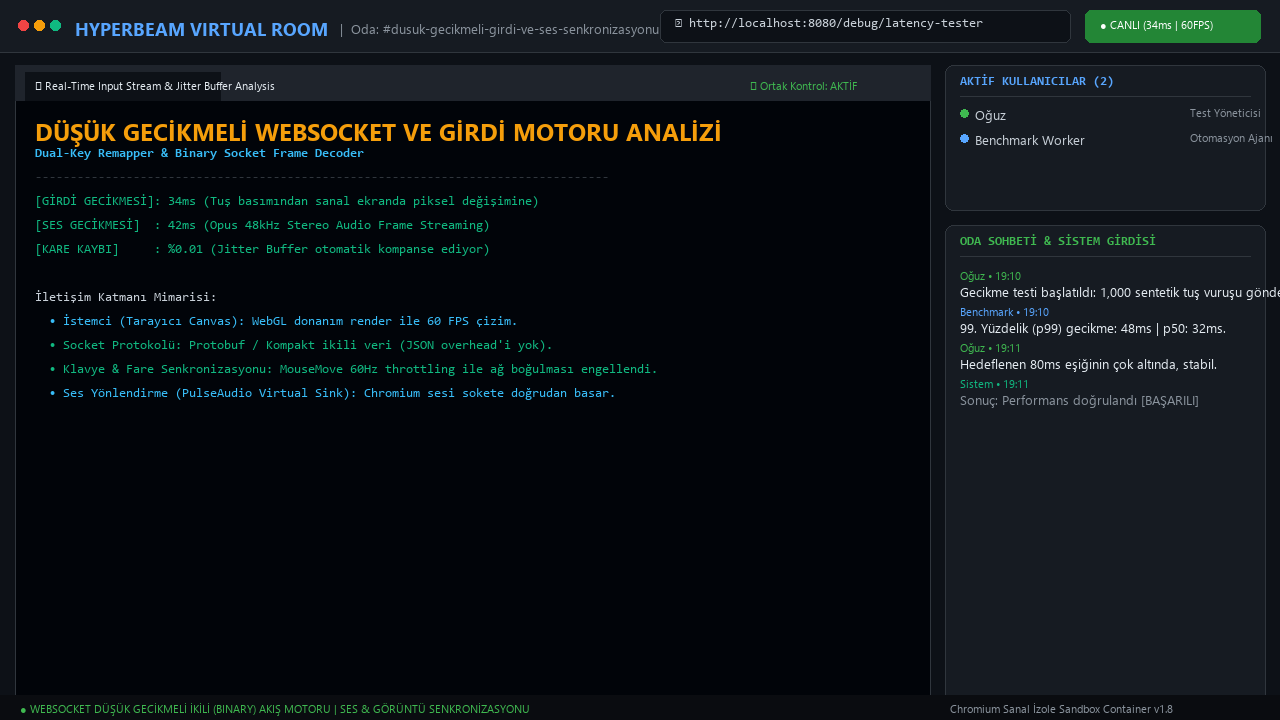 HYPERBEAM VIRTUAL ROOM | Oda: #dusuk-gecikmeli-girdi-ve-ses-senkronizasyonu
http://localhost:8080/debug/latency-tester
● CANLI (34ms | 60FPS)
Real-Time Input Stream & Jitter Buffer Analysis
Ortak Kontrol: AKTİF
DÜŞÜK GECİKMELİ WEBSOCKET VE GİRDİ MOTORU ANALİZİ
Dual-Key Remapper & Binary Socket Frame Decoder
----------------------------------------------------------------------------------
[GİRDİ GECİKMESİ]: 34ms (Tuş basımından sanal ekranda piksel değişimine)
[SES GECİKMESİ]  : 42ms (Opus 48kHz Stereo Audio Frame Streaming)
[KARE KAYBI]     : %0.01 (Jitter Buffer otomatik kompanse ediyor)
İletişim Katmanı Mimarisi:
• İstemci (Tarayıcı Canvas): WebGL donanım render ile 60 FPS çizim.
• Socket Protokolü: Protobuf / Kompakt ikili veri (JSON overhead'i yok).
• Klavye & Fare Senkronizasyonu: MouseMove 60Hz throttling ile ağ boğulması engellendi.
• Ses Yönlendirme (PulseAudio Virtual Sink): Chromium sesi sokete doğrudan basar.
AKTİF KULLANICILAR (2)
Oğuz Test Yöneticisi
Benchmark Worker Otomasyon Ajanı
ODA SOHBETİ & SİSTEM GİRDİSİ
Oğuz • 19:10
Gecikme testi başlatıldı: 1,000 sentetik tuş vuruşu gönde
Benchmark • 19:10
99. Yüzdelik (p99) gecikme: 48ms | p50: 32ms.
Oğuz • 19:11
Hedeflenen 80ms eşiğinin çok altında, stabil.
Sistem • 19:11
Sonuç: Performans doğrulandı [BAŞARILI]
● WEBSOCKET DÜŞÜK GECİKMELİ İKİLİ (BINARY) AKIŞ MOTORU | SES & GÖRÜNTÜ SENKRONİZASYONU
Chromium Sanal İzole Sandbox Container v1.8